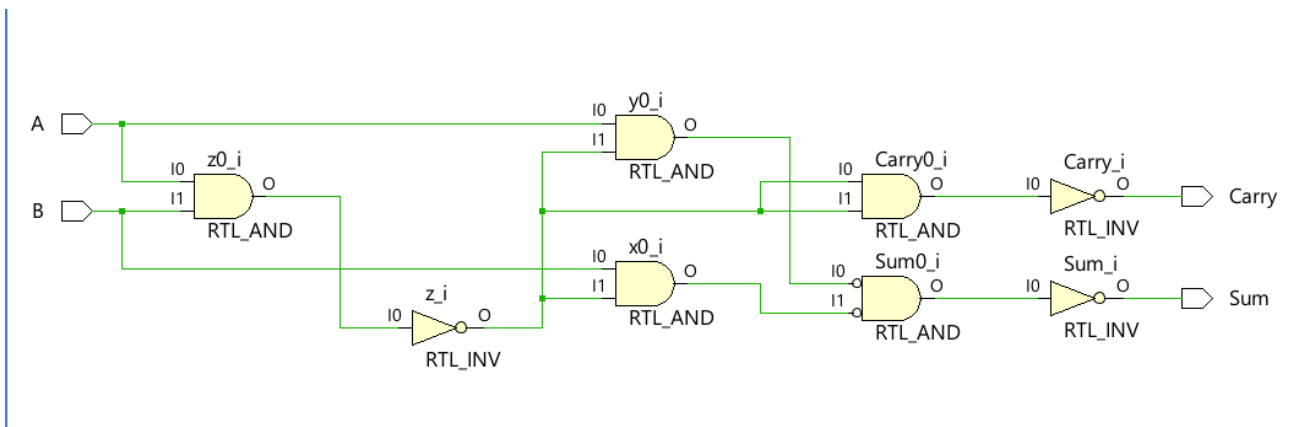 A
B
I0
I1
z0_i
O
RTL_AND
I0
z_i
O
RTL_INV
I0
I1
y0_i
O
RTL_AND
I0
I1
x0_i
O
RTL_AND
I0
I1
Carry0_i
O
RTL_AND
I0
I1
Sum0_i
O
RTL_AND
I0
Carry_i
O
RTL_INV
Carry
I0
Sum_i
O
RTL_INV
Sum